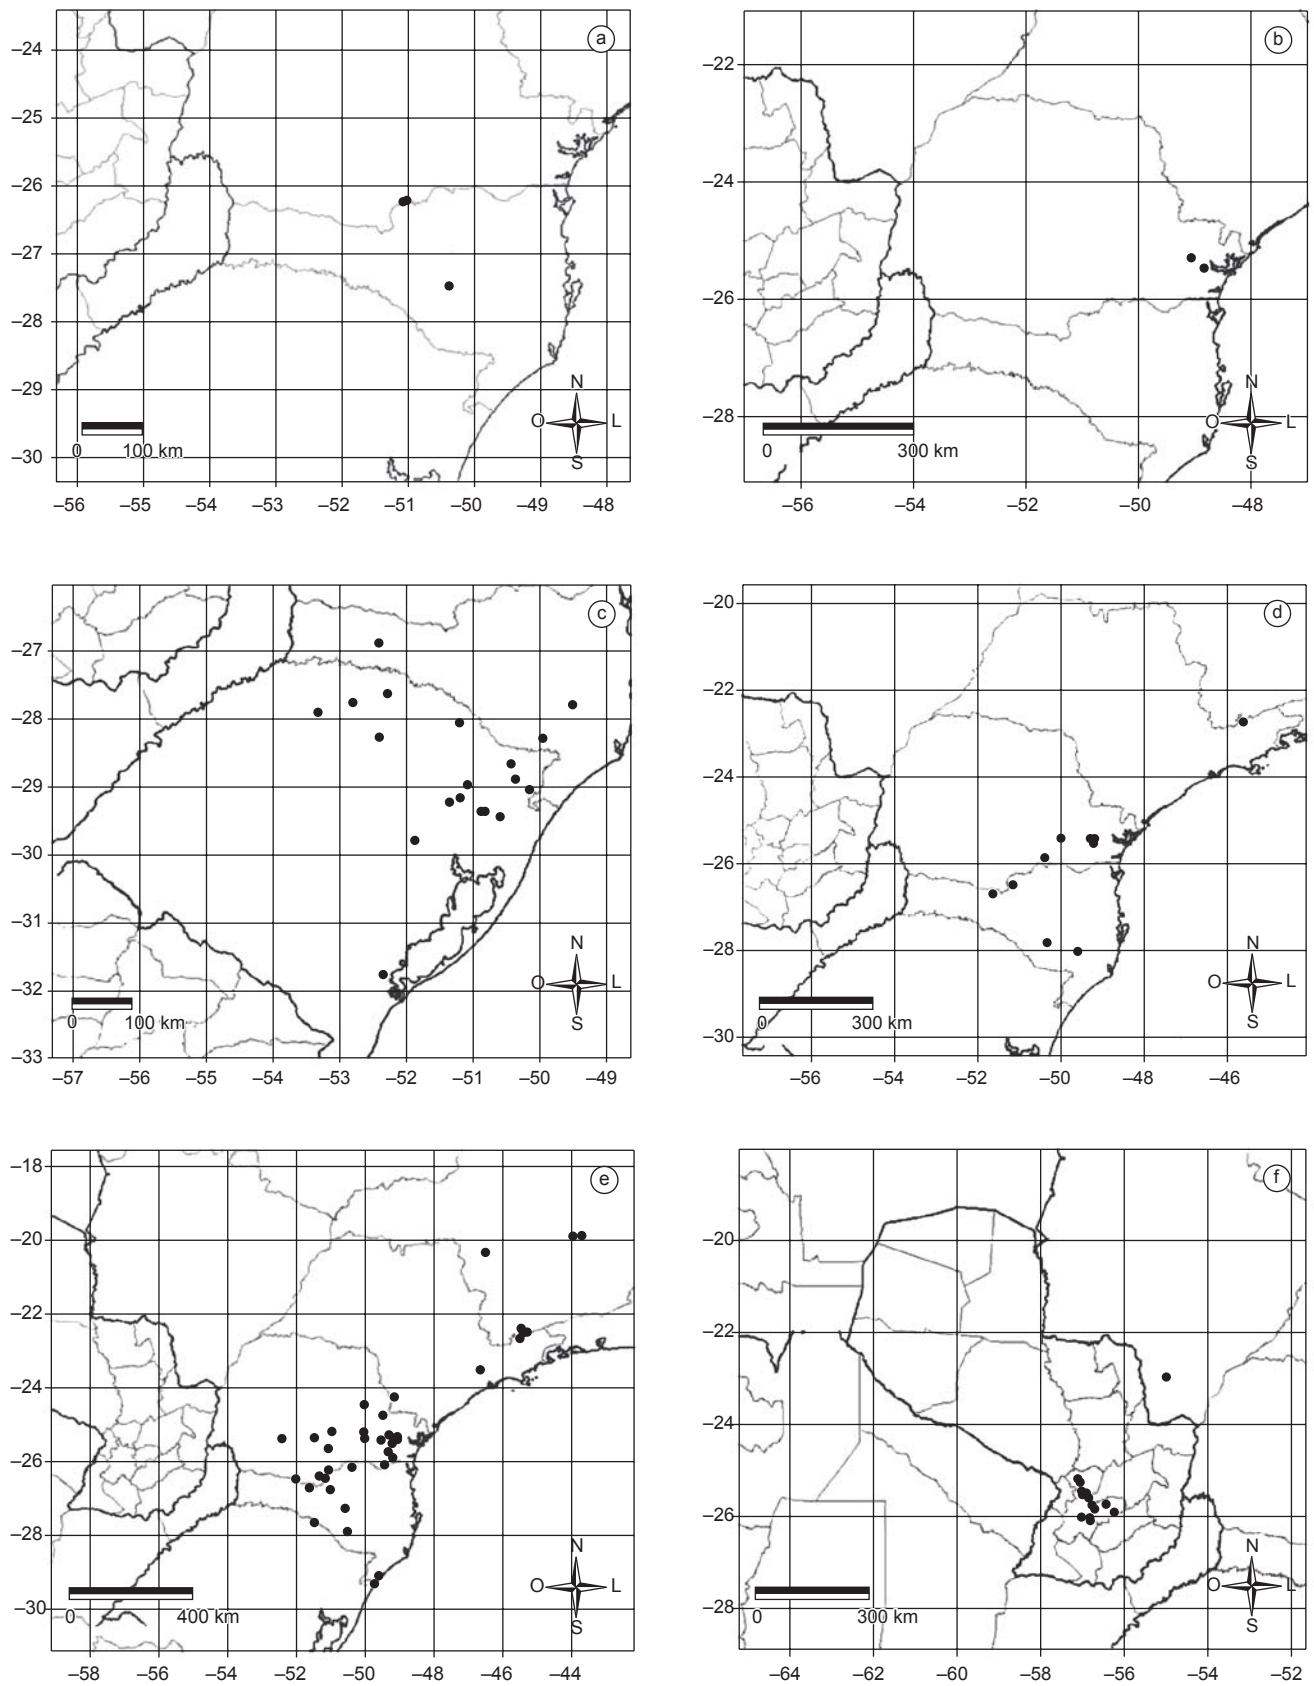 a
–24
–25
–26
–27
–28
–29
–30
N
O
L
S
0
100 km
–56
–55
–54
–53
–52
–51
–50
–49
–48
b
–22
–24
–26
–28
N
O
L
S
0
300 km
–56
–54
–52
–50
–48
c
–27
–28
–29
–30
–31
–32
–33
N
O
L
S
0
100 km
–57
–56
–55
–54
–53
–52
–51
–50
–49
d
–20
–22
–24
–26
–28
–30
N
O
L
S
0
300 km
–56
–54
–52
–50
–48
–46
e
–18
–20
–22
–24
–26
–28
–30
N
O
L
S
0
400 km
–58
–56
–54
–52
–50
–48
–46
–44
f
–20
–22
–24
–26
–28
N
O
L
S
0
300 km
–64
–62
–60
–58
–56
–54
–52